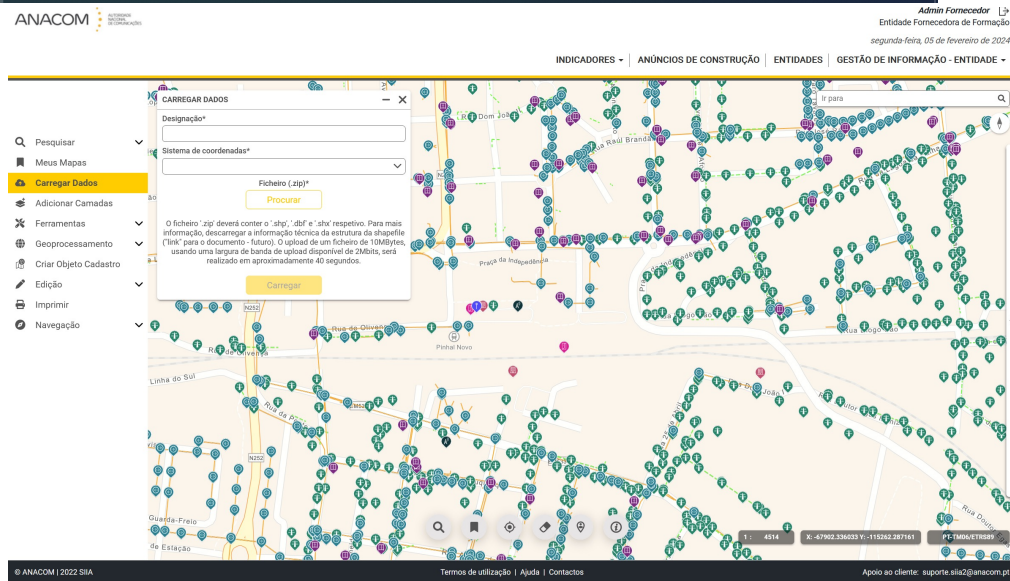 ANACOM
AUTORIDADE
NACIONAL
DE COMUNICAÇÕES
Admin Fornecedor
Entidade Fornecedora de Formação
segunda-feira, 05 de fevereiro de 2024
INDICADORES
ANÚNCIOS DE CONSTRUÇÃO
ENTIDADES
GESTÃO DE INFORMAÇÃO - ENTIDADE
Pesquisar
Meus Mapas
Carregar Dados
Adicionar Camadas
Ferramentas
Geoprocessamento
Criar Objeto Cadastro
Edição
Imprimir
Navegação
CARREGAR DADOS
Designação*
Sistema de coordenadas*
Ficheiro (.zip)*
Procurar
O ficheiro '.zip' deverá conter o '.shp', '.dbf' e '.shx' respetivo. Para mais
informação, descarregar a informação técnica da estrutura da shapefile
("link" para o documento - futuro). O upload de um ficheiro de 10MBytes,
usando uma largura de banda de upload disponível de 2Mbits, será
realizado em aproximadamente 40 segundos.
Carregar
Ir para
Praça da Independência
N252
Pinhal Novo
Linha do Sul
N252
Guarda-Freio
de Estação
1 : 4514
X: -67902.336033 Y: -115262.287161
PT-TM06/ETRS89
© ANACOM | 2022 SIIA
Termos de utilização | Ajuda | Contactos
Apoio ao cliente: suporte.siia2@anacom.pt